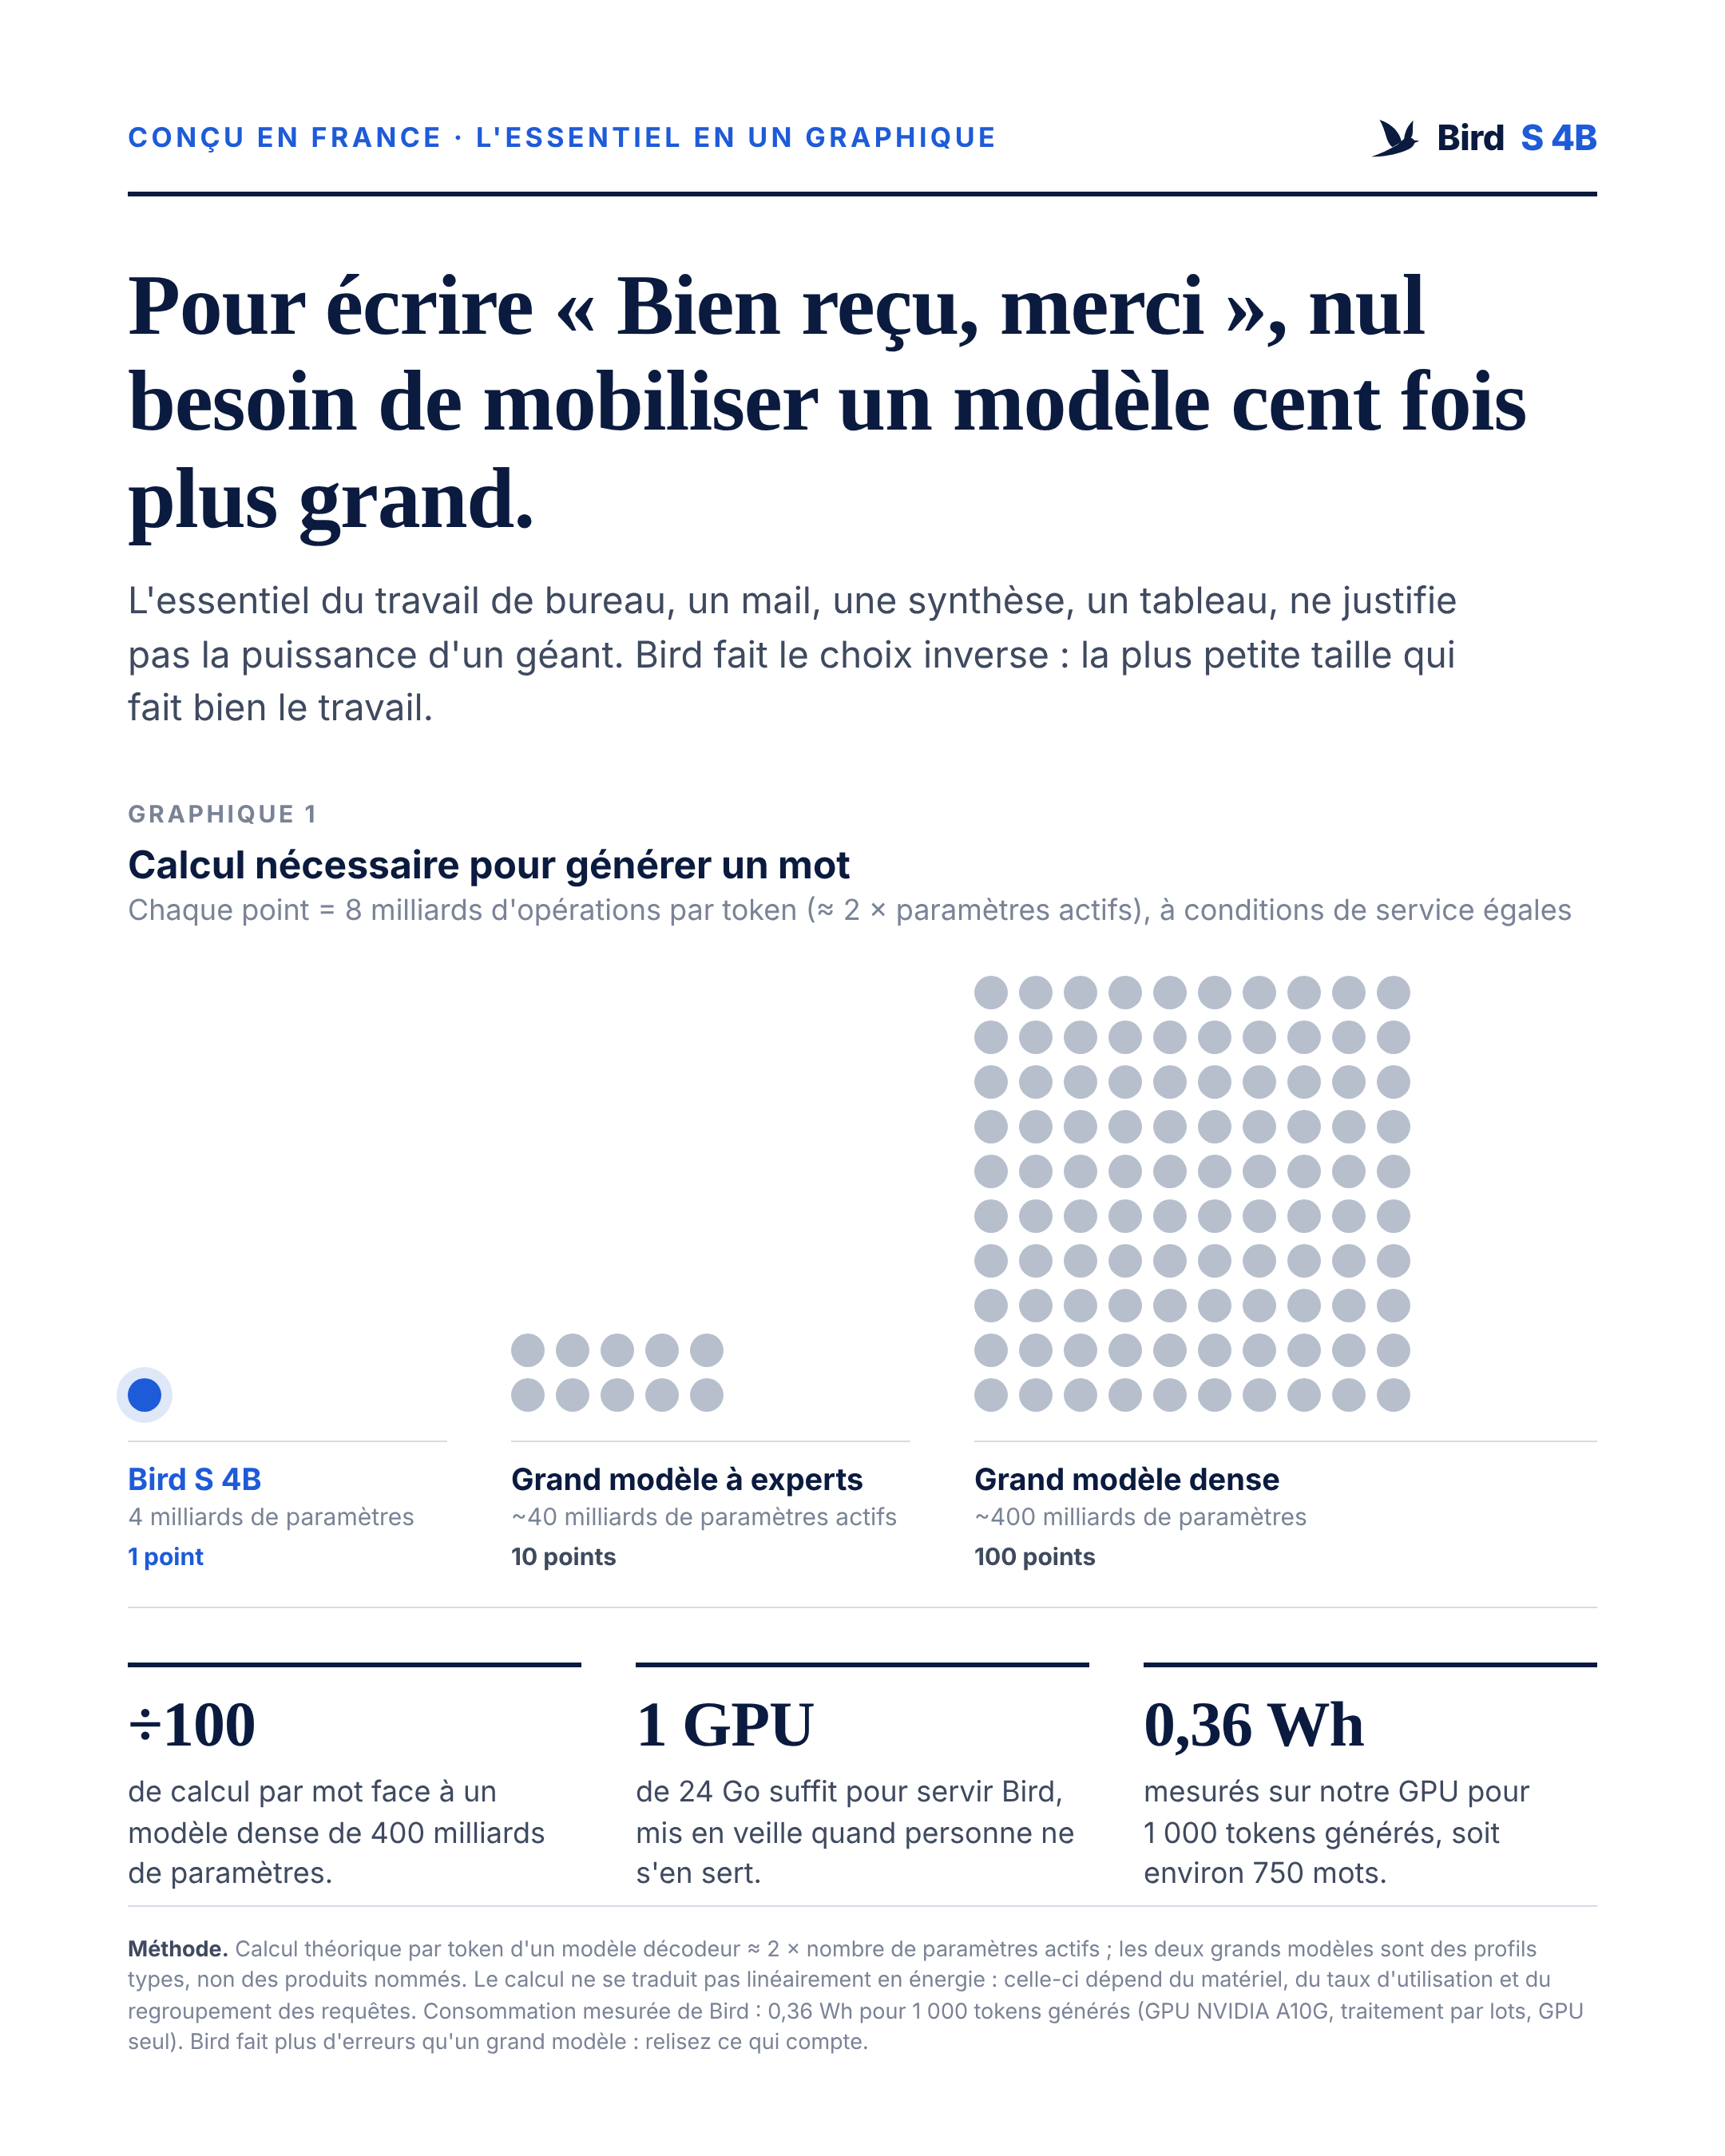 CONÇU EN FRANCE · L'ESSENTIEL EN UN GRAPHIQUE
Bird S 4B
Pour écrire « Bien reçu, merci », nul
besoin de mobiliser un modèle cent fois
plus grand.
L'essentiel du travail de bureau, un mail, une synthèse, un tableau, ne justifie
pas la puissance d'un géant. Bird fait le choix inverse : la plus petite taille qui
fait bien le travail.
GRAPHIQUE 1
Calcul nécessaire pour générer un mot
Chaque point = 8 milliards d'opérations par token (≈ 2 × paramètres actifs), à conditions de service égales
Bird S 4B
4 milliards de paramètres
1 point
Grand modèle à experts
~40 milliards de paramètres actifs
10 points
Grand modèle dense
~400 milliards de paramètres
100 points
÷100
de calcul par mot face à un
modèle dense de 400 milliards
de paramètres.
1 GPU
de 24 Go suffit pour servir Bird,
mis en veille quand personne ne
s'en sert.
0,36 Wh
mesurés sur notre GPU pour
1 000 tokens générés, soit
environ 750 mots.
Méthode. Calcul théorique par token d'un modèle décodeur ≈ 2 × nombre de paramètres actifs ; les deux grands modèles sont des profils
types, non des produits nommés. Le calcul ne se traduit pas linéairement en énergie : celle-ci dépend du matériel, du taux d'utilisation et du
regroupement des requêtes. Consommation mesurée de Bird : 0,36 Wh pour 1 000 tokens générés (GPU NVIDIA A10G, traitement par lots, GPU
seul). Bird fait plus d'erreurs qu'un grand modèle : relisez ce qui compte.